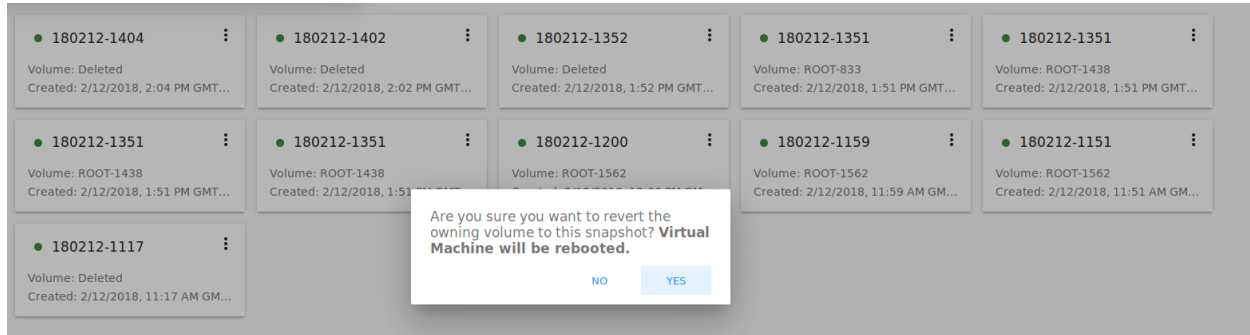 180212-1404
Volume: Deleted
Created: 2/12/2018, 2:04 PM GMT...
180212-1402
Volume: Deleted
Created: 2/12/2018, 2:02 PM GMT...
180212-1352
Volume: Deleted
Created: 2/12/2018, 1:52 PM GMT...
180212-1351
Volume: ROOT-833
Created: 2/12/2018, 1:51 PM GMT...
180212-1351
Volume: ROOT-1438
Created: 2/12/2018, 1:51 PM GMT...
180212-1351
Volume: ROOT-1438
Created: 2/12/2018, 1:51 PM GMT...
180212-1351
Volume: ROOT-1438
Created: 2/12/2018, 1:51
180212-1200
Volume: ROOT-1562
180212-1159
Volume: ROOT-1562
Created: 2/12/2018, 11:59 AM GM...
180212-1151
Volume: ROOT-1562
Created: 2/12/2018, 11:51 AM GM...
180212-1117
Volume: Deleted
Created: 2/12/2018, 11:17 AM GM...
Are you sure you want to revert the
owning volume to this snapshot? Virtual
Machine will be rebooted.
NO
YES